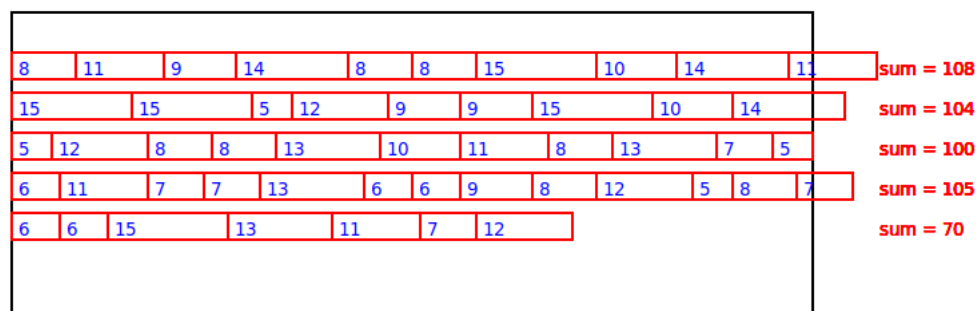 8 11 9 14 8 8 15 10 14 11 sum = 108
15 15 5 12 9 9 15 10 14 sum = 104
5 12 8 8 13 10 11 8 13 7 5 sum = 100
6 11 7 7 13 6 6 9 8 12 5 8 7 sum = 105
6 6 15 13 11 7 12 sum = 70